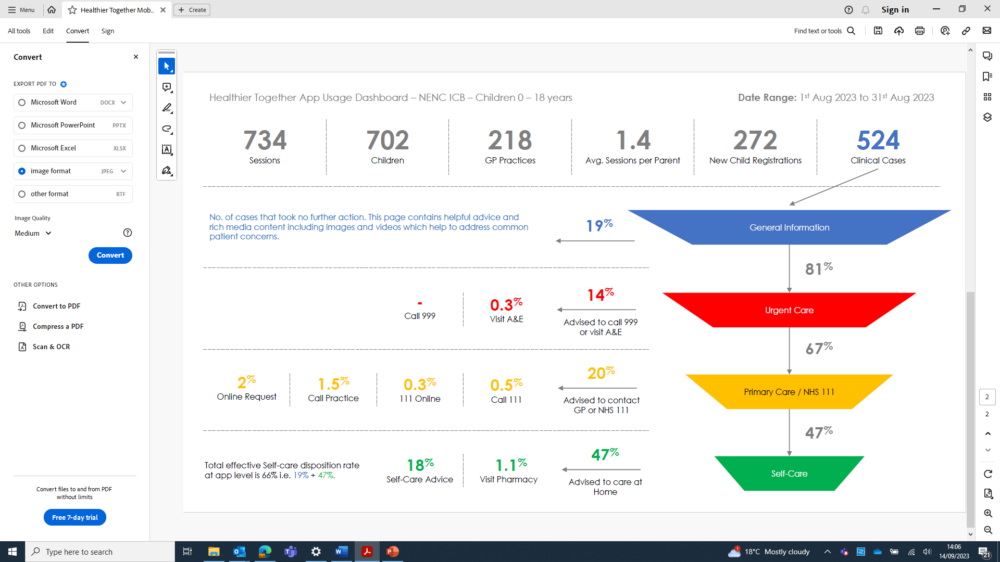 Menu
Healthier Together Mob...
Create
Sign in
All tools
Edit
Convert
Sign
Find text or tools
Convert
EXPORT PDF TO
Microsoft Word DOCX
Microsoft PowerPoint PPTX
Microsoft Excel XLSX
image format JPEG
other format RTF
Image Quality
Medium
Convert
OTHER OPTIONS
Convert to PDF
Compress a PDF
Scan & OCR
Convert files to and from PDF
without limits
Free 7-day trial
Healthier Together App Usage Dashboard – NENC ICB – Children 0 – 18 years
Date Range: 1st Aug 2023 to 31st Aug 2023
734
Sessions
702
Children
218
GP Practices
1.4
Avg. Sessions per Parent
272
New Child Registrations
524
Clinical Cases
No. of cases that took no further action. This page contains helpful advice and
rich media content including images and videos which help to address common
patient concerns.
19%
General Information
81%
-
Call 999
0.3%
Visit A&E
14%
Advised to call 999
or visit A&E
Urgent Care
67%
2%
Online Request
1.5%
Call Practice
0.3%
111 Online
0.5%
Call 111
20%
Advised to contact
GP or NHS 111
Primary Care / NHS 111
47%
Total effective Self-care disposition rate
at app level is 66% i.e. 19% + 47%.
18%
Self-Care Advice
1.1%
Visit Pharmacy
47%
Advised to care at
Home
Self-Care
2
2
Type here to search
1
18°C Mostly cloudy
14:06
14/09/2023
21